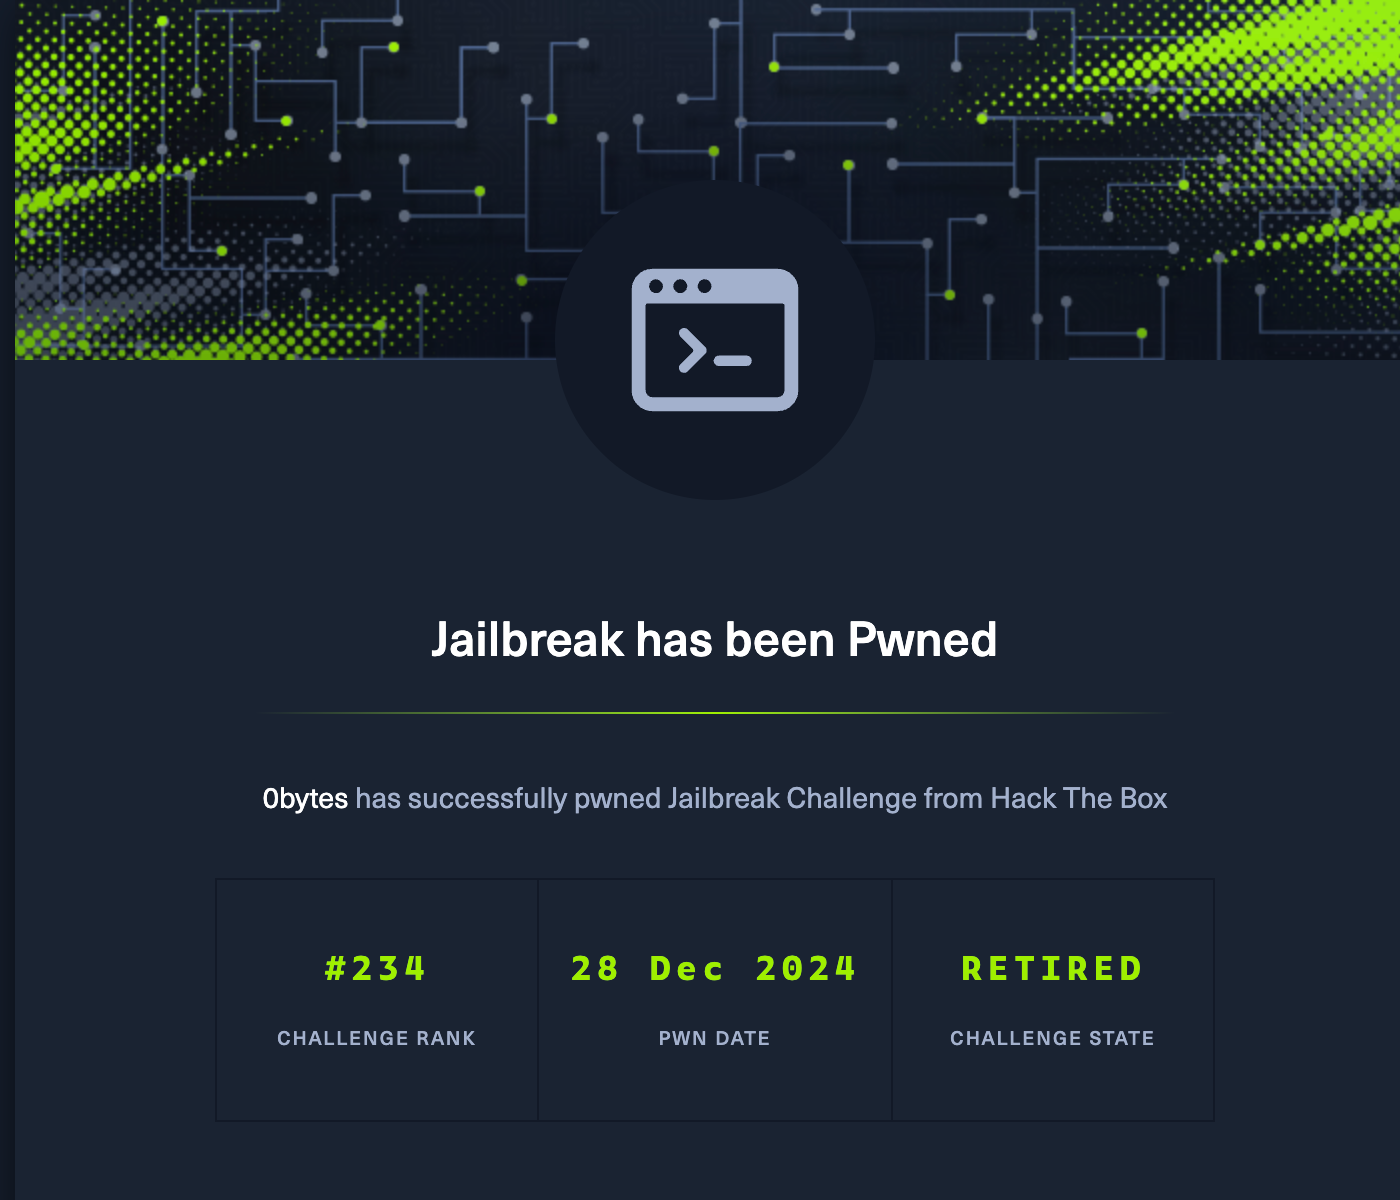 Jailbreak has been Pwned
0bytes has successfully pwned Jailbreak Challenge from Hack The Box
#234
28 Dec 2024
RETIRED
CHALLENGE RANK
PWN DATE
CHALLENGE STATE